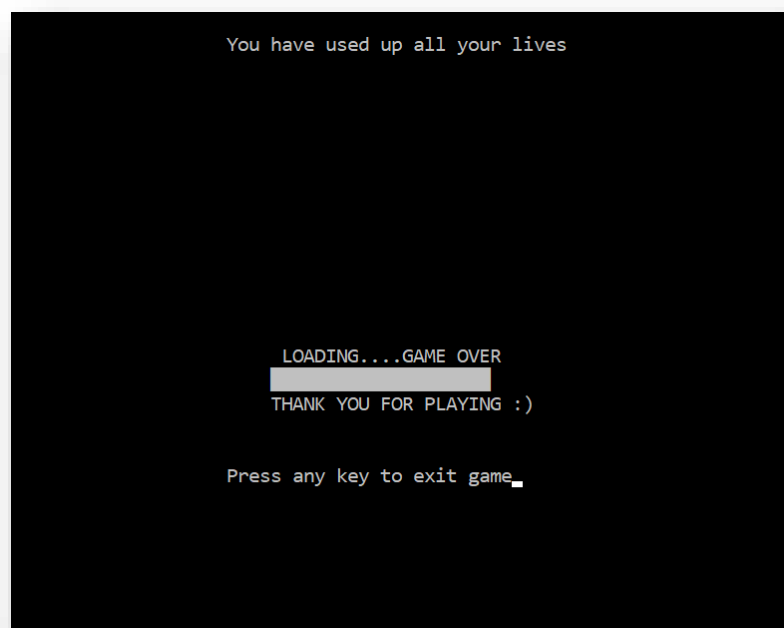 You have used up all your lives
LOADING....GAME OVER
THANK YOU FOR PLAYING :)
Press any key to exit game